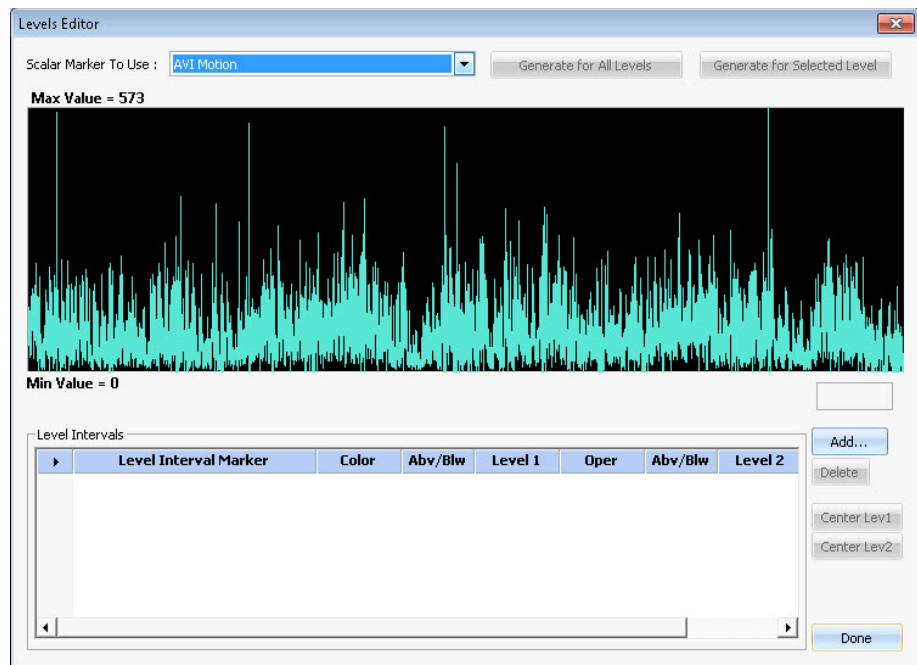 Levels Editor
Scalar Marker To Use : AVI Motion Generate for All Levels Generate for Selected Level
Max Value = 573
Min Value = 0
Level Intervals
Add...
Level Interval Marker Color Abv/Blw Level 1 Oper Abv/Blw Level 2
Delete
Center Lev1
Center Lev2
Done